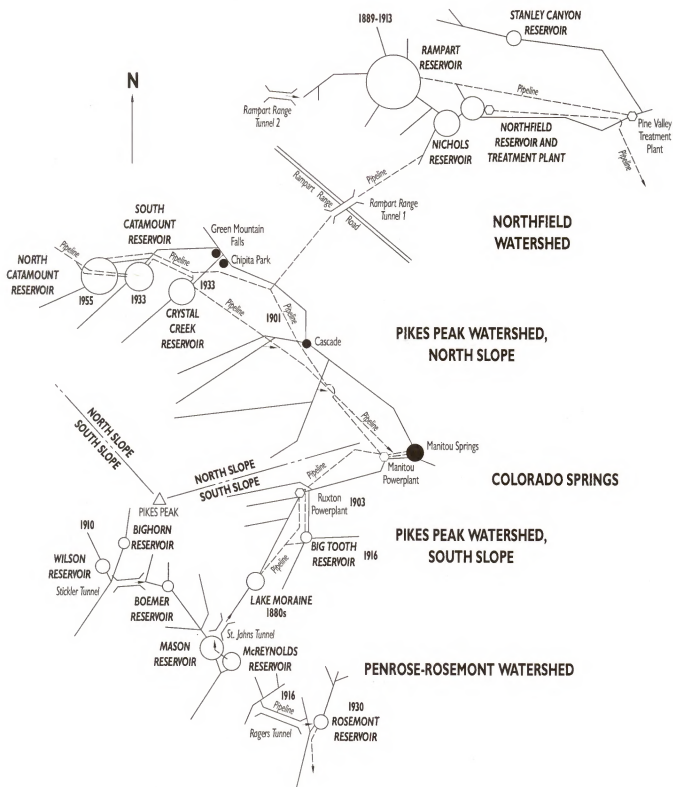 STANLEY CANYON
RESERVOIR
1889-1913
RAMPART
RESERVOIR
N
Pipeline
Rampart Range
Tunnel 2
Pine Valley
Treatment
Plant
NICHOLS
RESERVOIR
NORTHFIELD
RESERVOIR AND
TREATMENT PLANT
Pipeline
Pipeline
Rampart Range
Road
Rampart Range
Tunnel 1
NORTHFIELD
WATERSHED
SOUTH
CATAMOUNT
RESERVOIR
Green Mountain
Falls
Chipita Park
Pipeline
Pipeline
NORTH
CATAMOUNT
RESERVOIR
1955
1933
1933
CRYSTAL
CREEK
RESERVOIR
1901
Pipeline
Cascade
PIKES PEAK WATERSHED,
NORTH SLOPE
Pipeline
NORTH SLOPE
SOUTH SLOPE
Manitou Springs
NORTH SLOPE
SOUTH SLOPE
Pipeline
Manitou
Powerplant
COLORADO SPRINGS
PIKES PEAK
Ruxton
Powerplant
1903
1910
BIGHORN
RESERVOIR
PIKES PEAK WATERSHED,
SOUTH SLOPE
BIG TOOTH
RESERVOIR
1916
WILSON
RESERVOIR
Pipeline
Stickler Tunnel
BOEMER
RESERVOIR
LAKE MORAINE
1880s
St. Johns Tunnel
MASON
RESERVOIR
McREYNOLDS
RESERVOIR
PENROSE-ROSEMONT WATERSHED
1916
Pipeline
1930
ROSEMONT
RESERVOIR
Rogers Tunnel